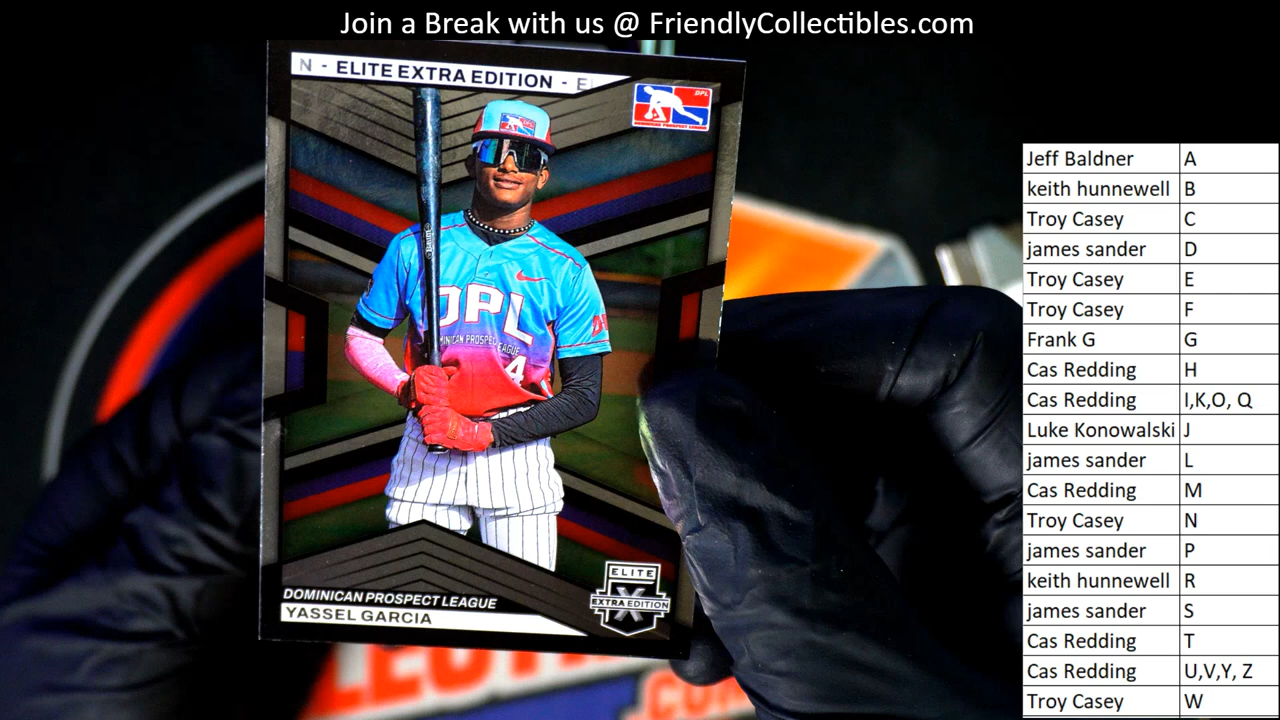 Join a Break with us @ FriendlyCollectibles.com
N - ELITE EXTRA EDITION - E
DPL
DOMINICAN PROSPECT LEAGUE
DPL
4
ELITE
X
EXTRA EDITION
DOMINICAN PROSPECT LEAGUE
YASSEL GARCIA
Jeff Baldner A
keith hunnewell B
Troy Casey C
james sander D
Troy Casey E
Troy Casey F
Frank G G
Cas Redding H
Cas Redding I,K,O, Q
Luke Konowalski J
james sander L
Cas Redding M
Troy Casey N
james sander P
keith hunnewell R
james sander S
Cas Redding T
Cas Redding U,V,Y, Z
Troy Casey W